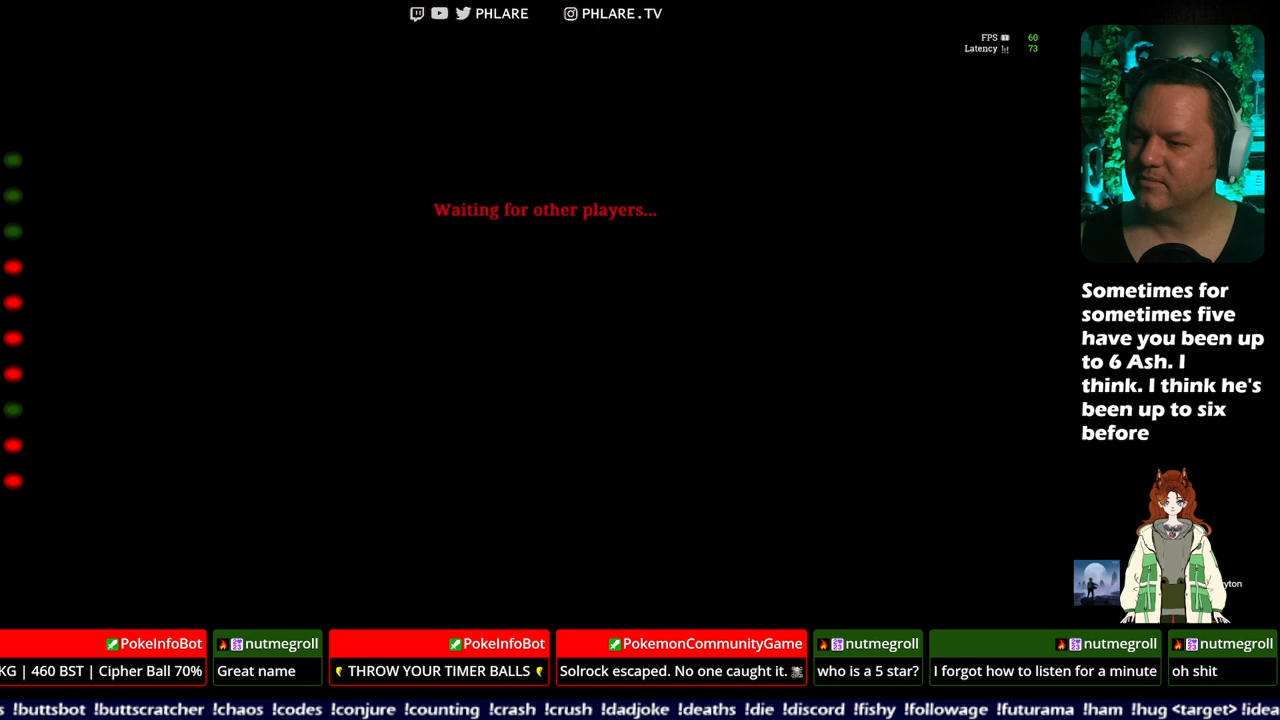 PHLARE PHLARE.TV
FPS 60
Latency 73
Waiting for other players...
Sometimes for
sometimes five
have you been up
to 6 Ash. I
think. I think he's
been up to six
before
yton
PokeInfoBot nutmegroll PokeInfoBot PokemonCommunityGame nutmegroll nutmegroll nutmegroll
KG | 460 BST | Cipher Ball 70% Great name THROW YOUR TIMER BALLS Solrock escaped. No one caught it. who is a 5 star? I forgot how to listen for a minute oh shit
s !buttsbot !buttscratcher !chaos !codes !conjure !counting !crash !crush !dadjoke !deaths !die !discord !fishy !followage !futurama !ham !hug <target> !idea